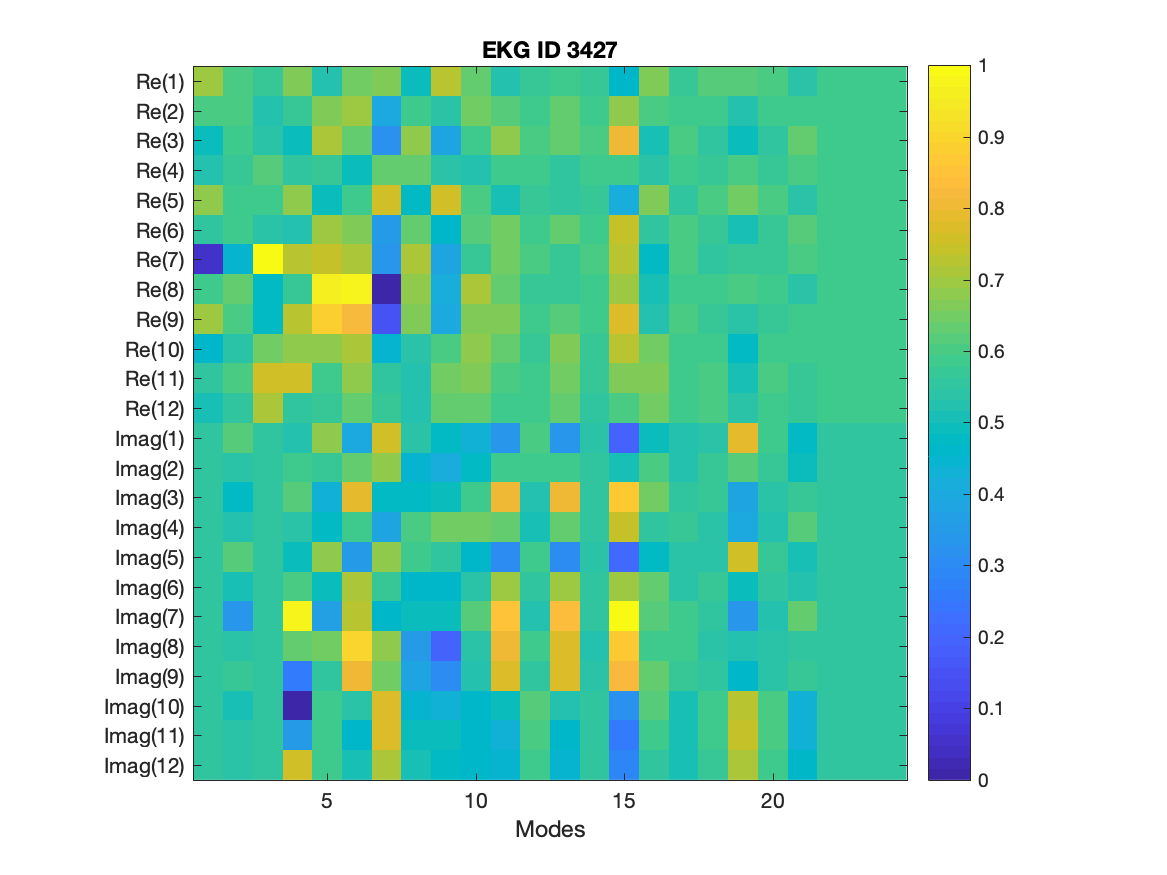 EKG ID 3427
Re(1)
Re(2)
Re(3)
Re(4)
Re(5)
Re(6)
Re(7)
Re(8)
Re(9)
Re(10)
Re(11)
Re(12)
Imag(1)
Imag(2)
Imag(3)
Imag(4)
Imag(5)
Imag(6)
Imag(7)
Imag(8)
Imag(9)
Imag(10)
Imag(11)
Imag(12)
5 10 15 20
Modes
1
0.9
0.8
0.7
0.6
0.5
0.4
0.3
0.2
0.1
0